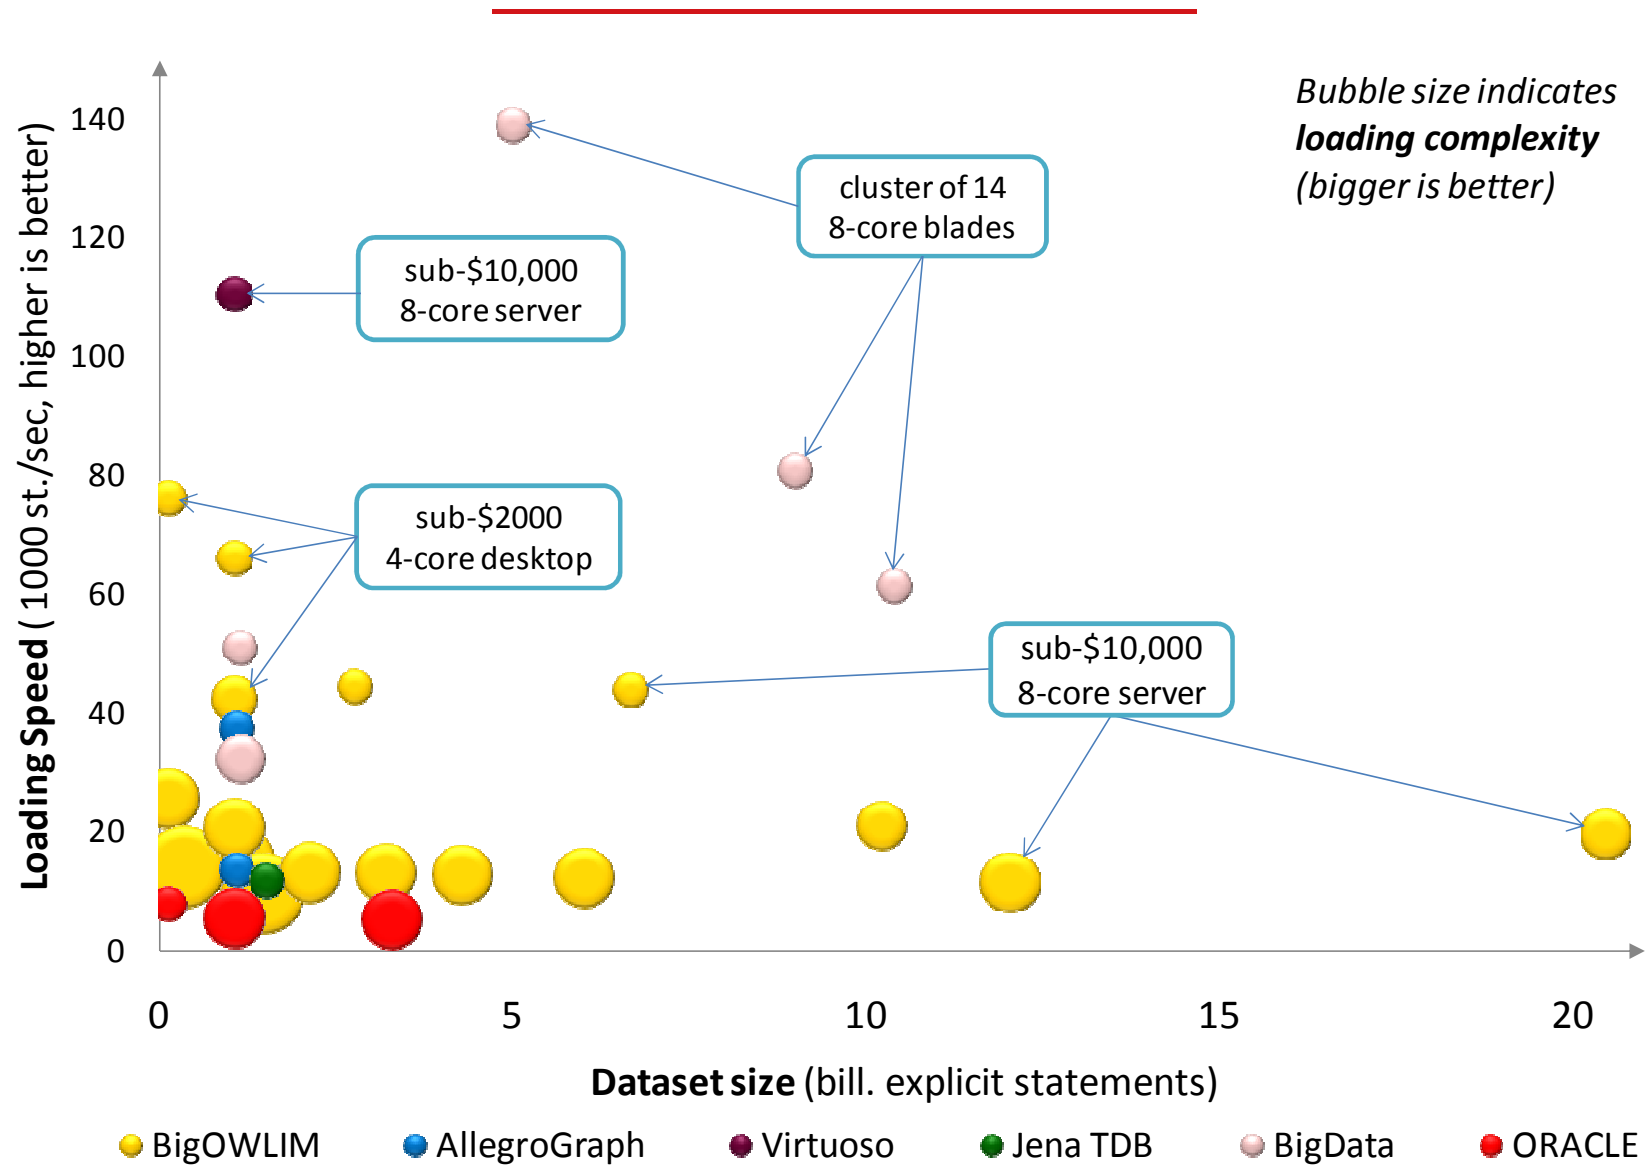 Bubble size indicates
loading complexity
(bigger is better)
Loading Speed ( 1000 st./sec, higher is better)
140
120
100
80
60
40
20
0
cluster of 14
8-core blades
sub-$10,000
8-core server
sub-$2000
4-core desktop
sub-$10,000
8-core server
0 5 10 15 20
Dataset size (bill. explicit statements)
BigOWLIM AllegroGraph Virtuoso Jena TDB BigData ORACLE